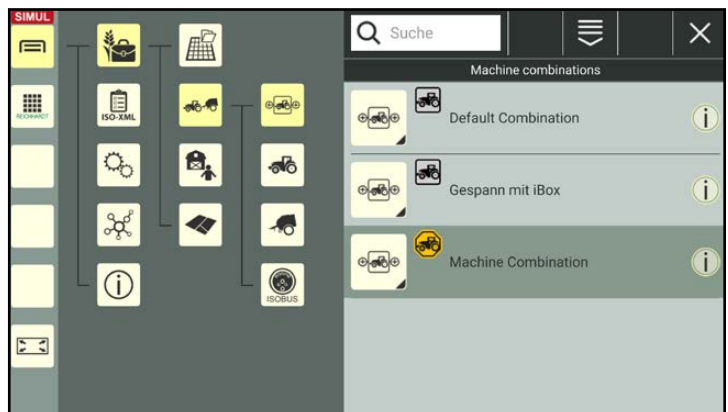 SIMUL
Suche
Machine combinations
REICHHARDT
ISO-XML
Default Combination
Gespann mit iBox
Machine Combination
ISOBUS